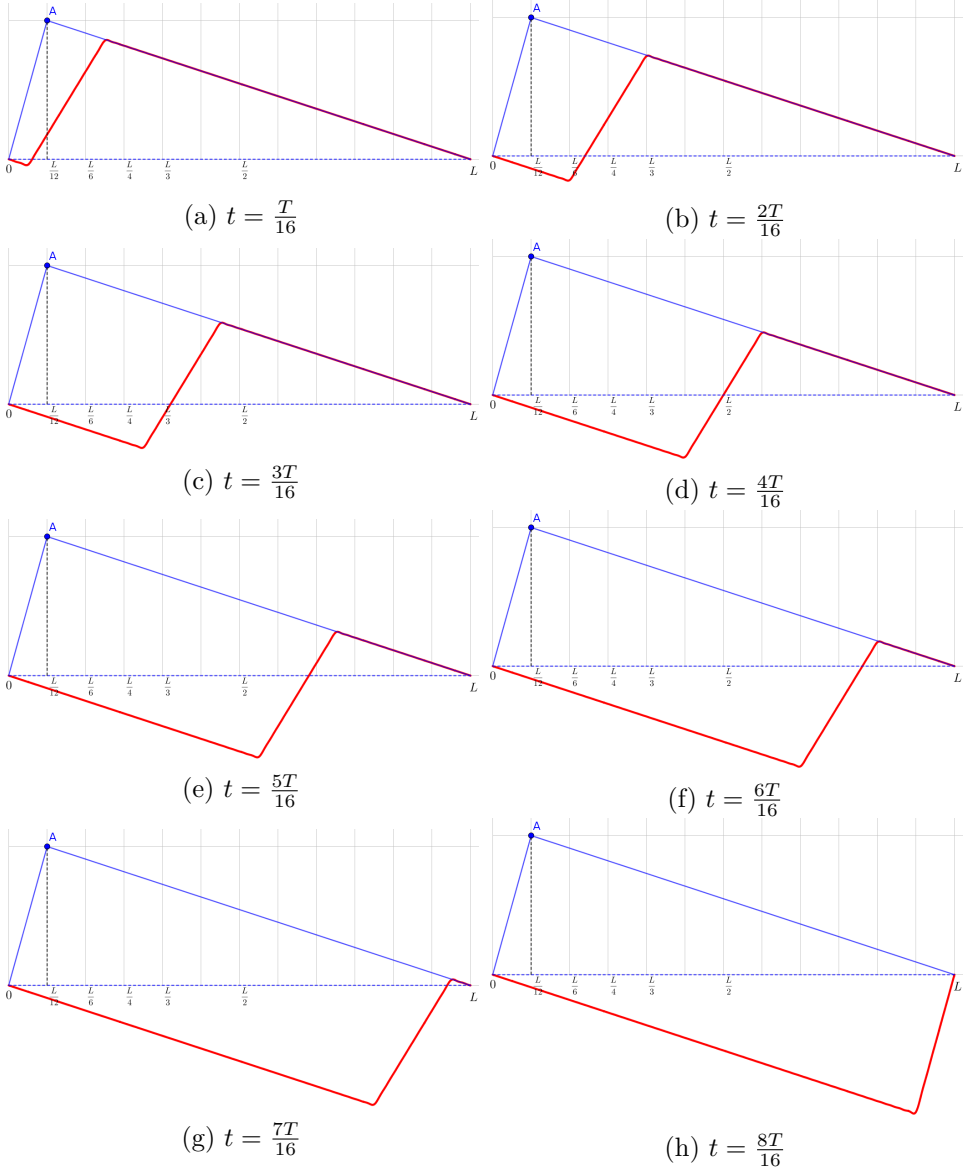 A
0 L/12 L/6 L/4 L/3 L/2 L
(a) t = T/16
A
0 L/12 L/6 L/4 L/3 L/2 L
(b) t = 2T/16
A
0 L/12 L/6 L/4 L/3 L/2 L
(c) t = 3T/16
A
0 L/12 L/6 L/4 L/3 L/2 L
(d) t = 4T/16
A
0 L/12 L/6 L/4 L/3 L/2 L
(e) t = 5T/16
A
0 L/12 L/6 L/4 L/3 L/2 L
(f) t = 6T/16
A
0 L/12 L/6 L/4 L/3 L/2 L
(g) t = 7T/16
A
0 L/12 L/6 L/4 L/3 L/2 L
(h) t = 8T/16